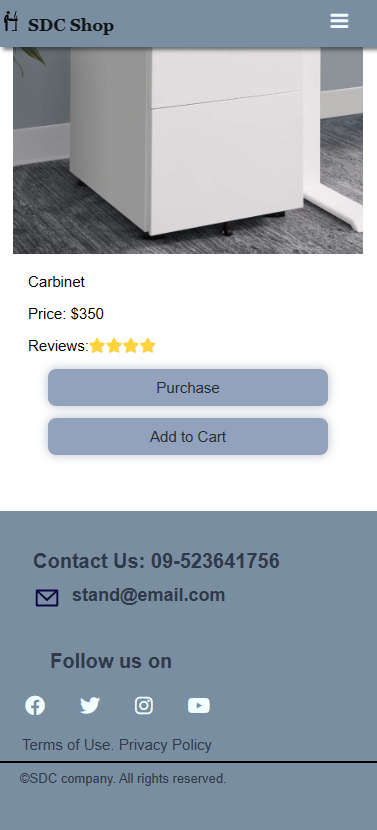 SDC Shop
Carbinet
Price: $350
Reviews:
Purchase
Add to Cart
Contact Us: 09-523641756
stand@email.com
Follow us on
Terms of Use. Privacy Policy
©SDC company. All rights reserved.